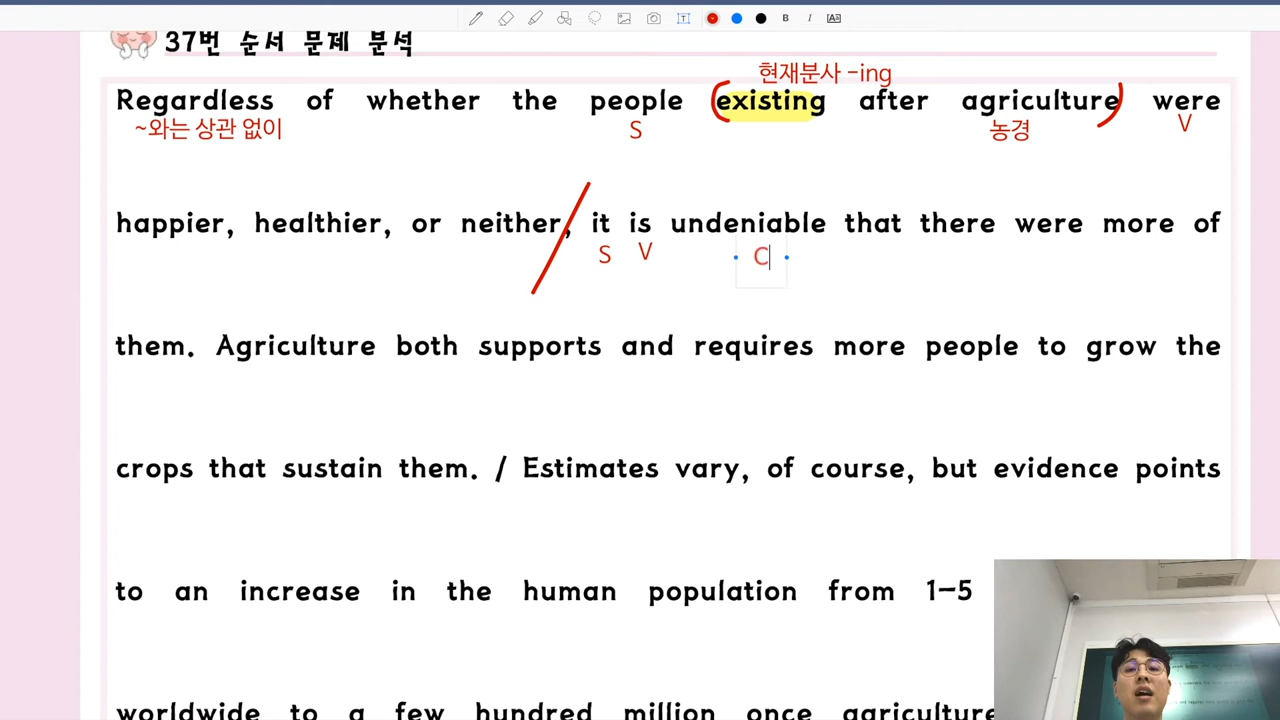 37번 순서 문제 분석
현재분사 -ing
Regardless of whether the people (existing after agriculture) were
~와는 상관 없이 S 농경 V
happier, healthier, or neither, / it is undeniable that there were more of
S V C
them. Agriculture both supports and requires more people to grow the
crops that sustain them. / Estimates vary, of course, but evidence points
to an increase in the human population from 1-5
worldwide to a few hundred million once agriculture